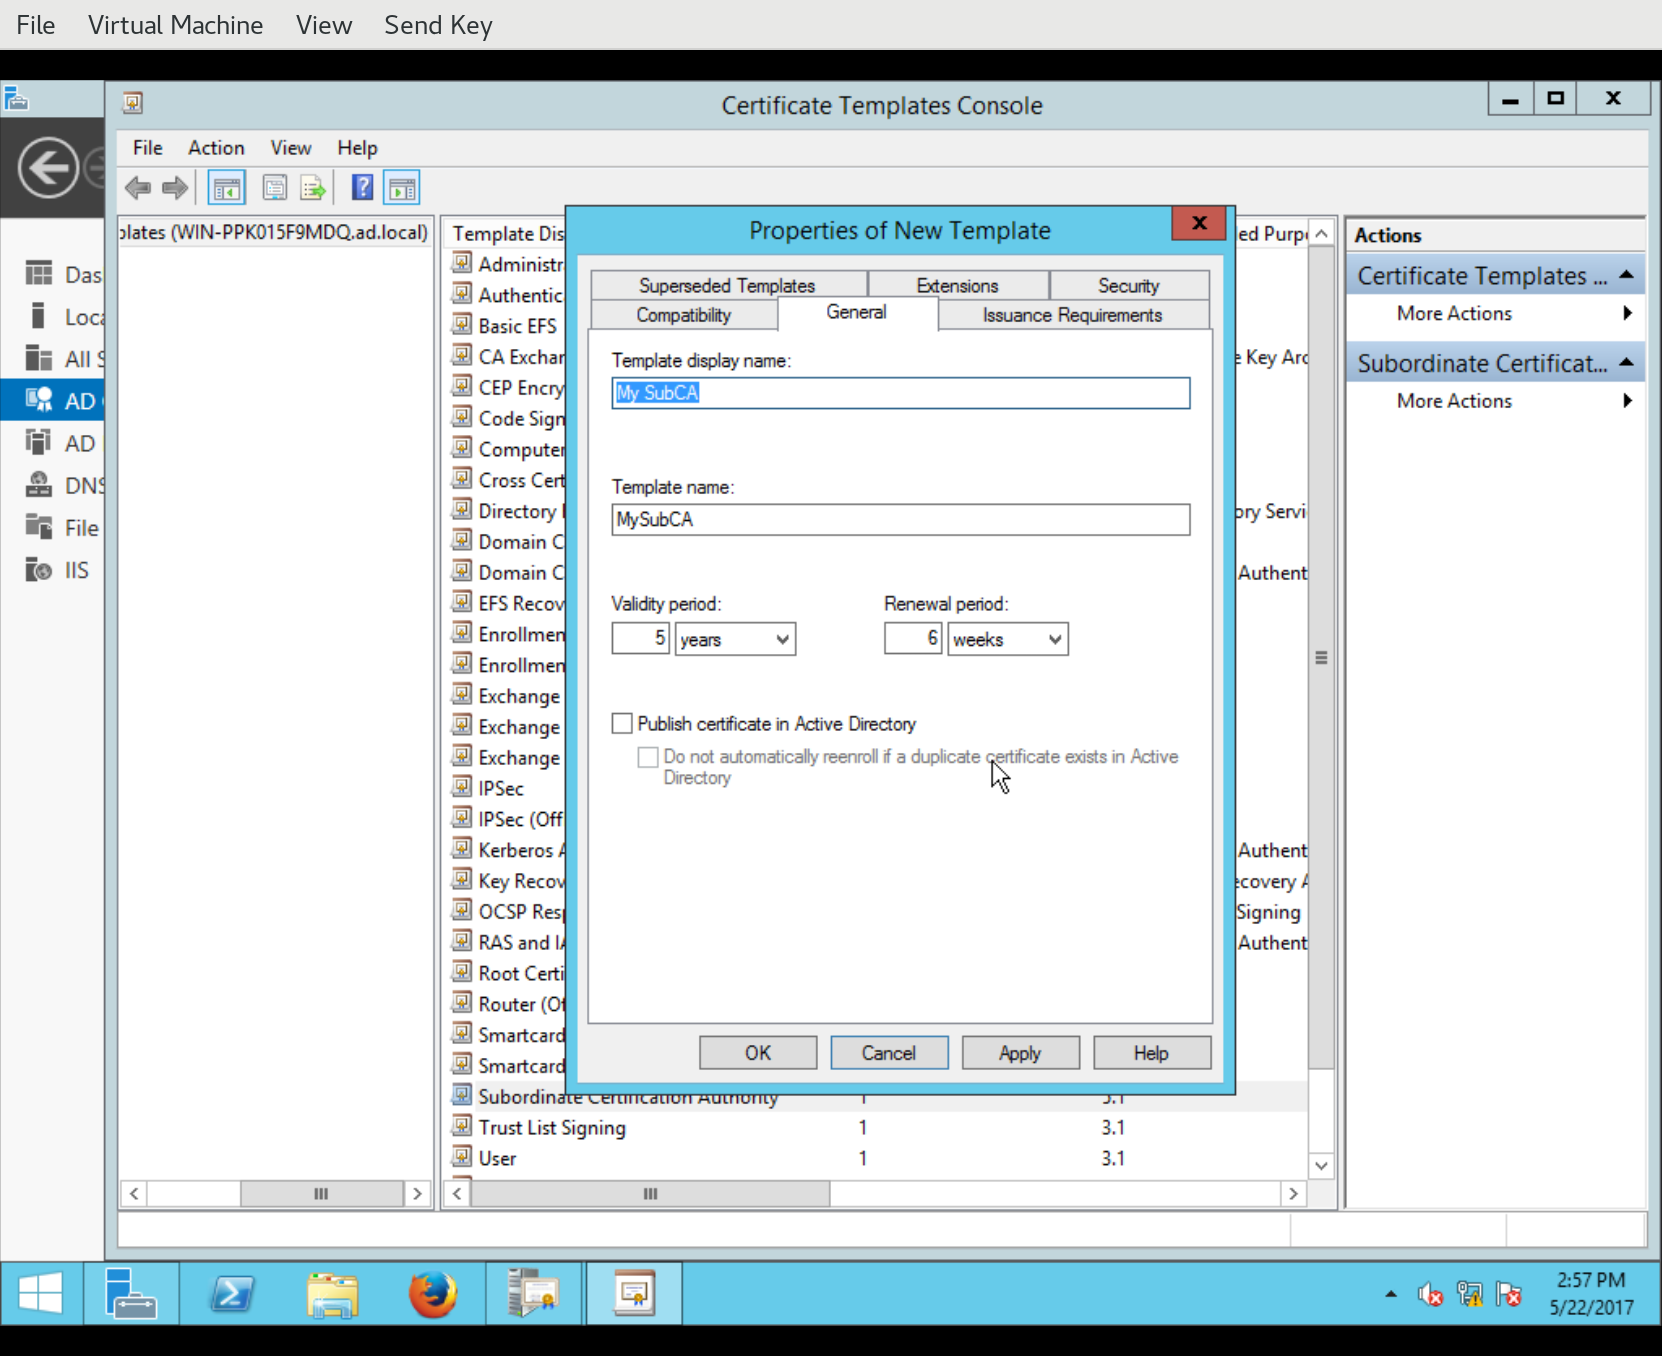 File Virtual Machine View Send Key
Certificate Templates Console
File Action View Help
plates (WIN-PPK015F9MDQ.ad.local)
Das
Loca
All S
AD
AD
DNS
File
IIS
Template Dis
ed Purp
Administr
Authentic
Basic EFS
CA Exchar
e Key Arc
CEP Encry
Code Sign
Computer
Cross Cert
Directory
ory Servi
Domain C
Domain C
Authent
EFS Recov
Enrollmen
Enrollmen
Exchange
Exchange
Exchange
IPSec
IPSec (Off
Kerberos A
Authent
Key Recov
ecovery A
OCSP Resp
Signing
RAS and IA
Authent
Root Certi
Router (Of
Smartcard
Smartcard
Subordinate Certification Authority 1 3.1
Trust List Signing 1 3.1
User 1 3.1
Properties of New Template
X
Superseded Templates Extensions Security
Compatibility General Issuance Requirements
Template display name:
My SubCA
Template name:
MySubCA
Validity period: Renewal period:
5 years 6 weeks
Publish certificate in Active Directory
Do not automatically reenroll if a duplicate certificate exists in Active
Directory
OK Cancel Apply Help
Actions
Certificate Templates ...
More Actions
Subordinate Certificat...
More Actions
2:57 PM
5/22/2017